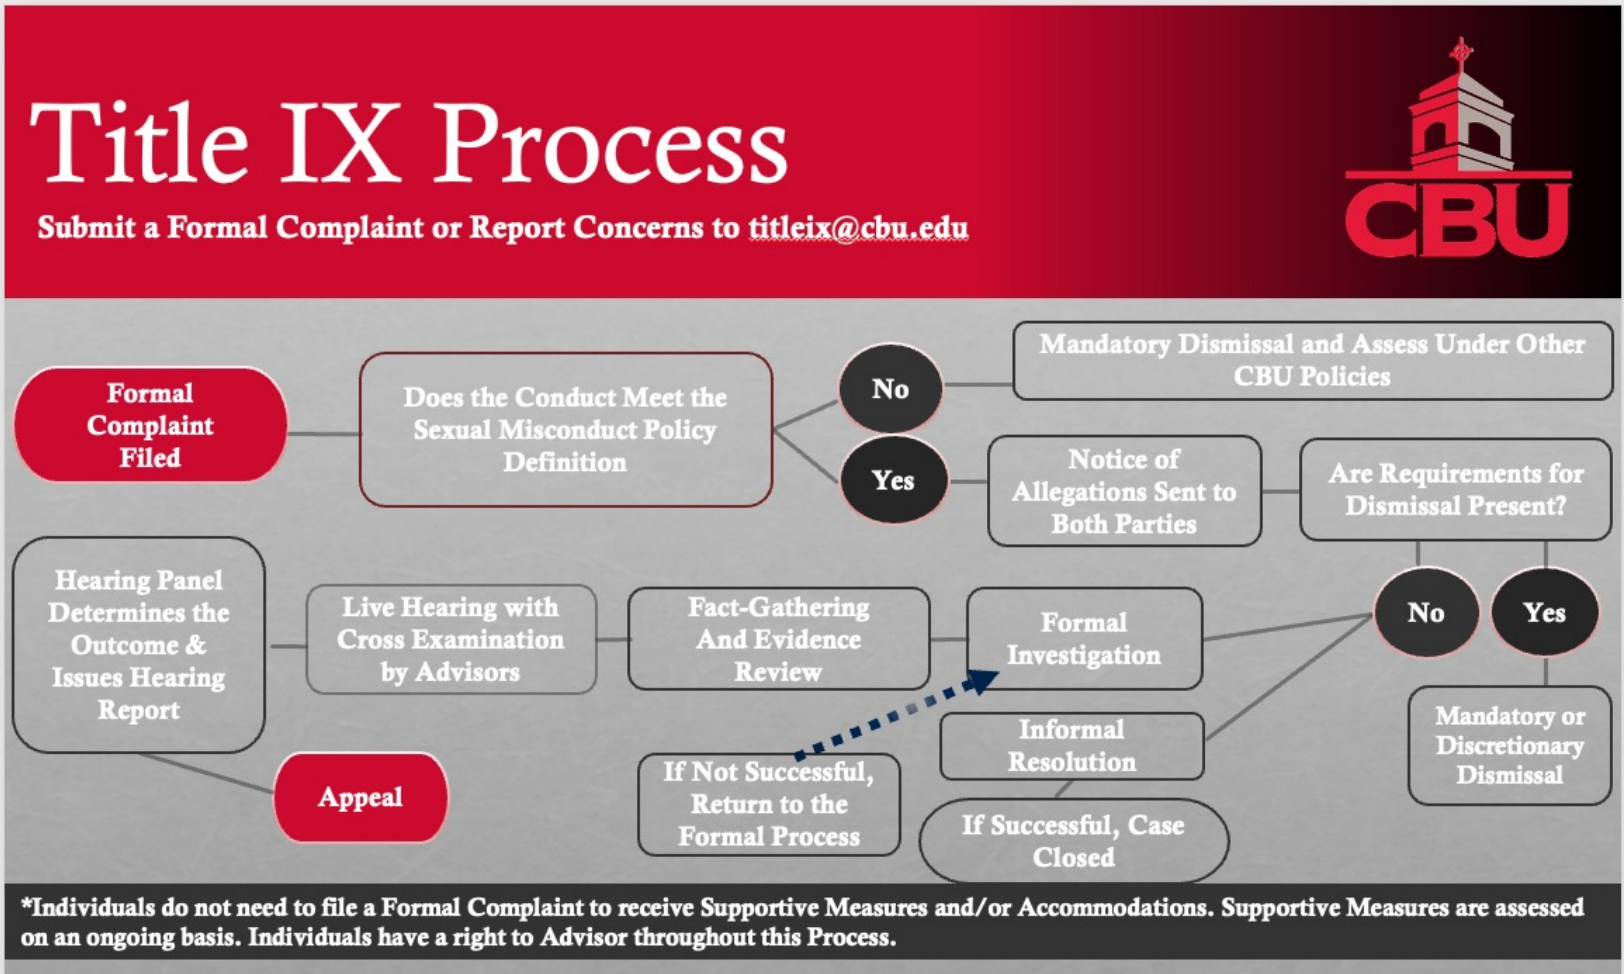 Title IX Process
Submit a Formal Complaint or Report Concerns to titleix@cbu.edu
CBU
Formal
Complaint
Filed
Does the Conduct Meet the
Sexual Misconduct Policy
Definition
No
Mandatory Dismissal and Assess Under Other
CBU Policies
Yes
Notice of
Allegations Sent to
Both Parties
Are Requirements for
Dismissal Present?
No
Yes
Mandatory or
Discretionary
Dismissal
Formal
Investigation
Informal
Resolution
If Successful, Case
Closed
If Not Successful,
Return to the
Formal Process
Fact-Gathering
And Evidence
Review
Live Hearing with
Cross Examination
by Advisors
Hearing Panel
Determines the
Outcome &
Issues Hearing
Report
Appeal
*Individuals do not need to file a Formal Complaint to receive Supportive Measures and/or Accommodations. Supportive Measures are assessed
on an ongoing basis. Individuals have a right to Advisor throughout this Process.